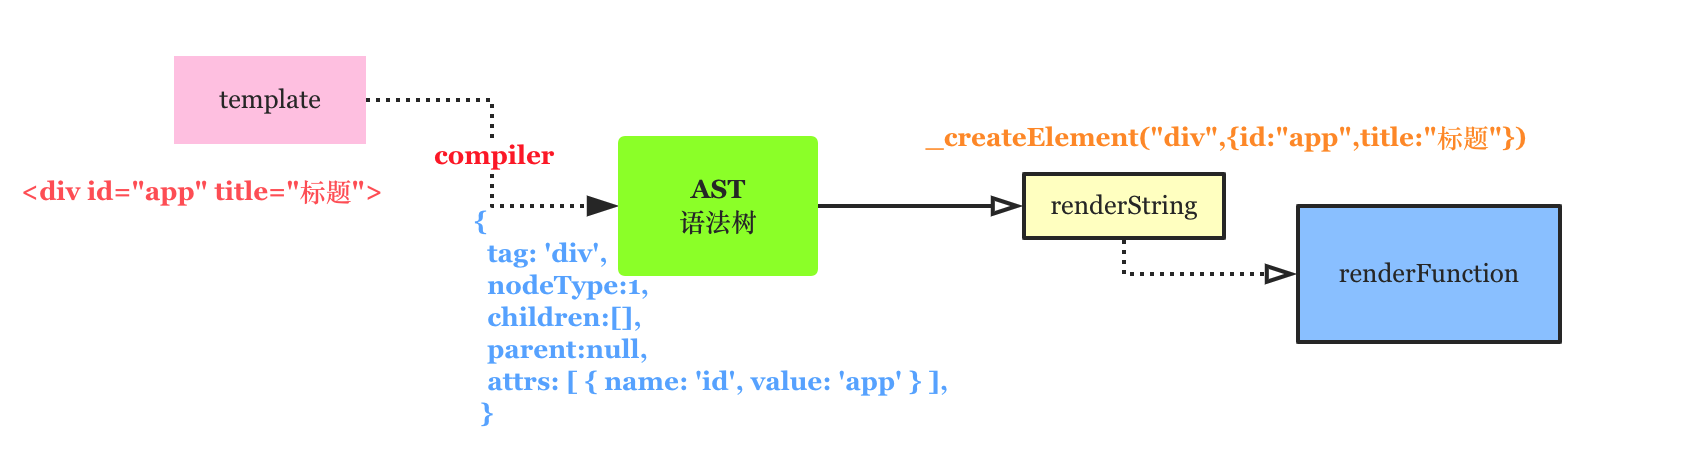 template
compiler
<div id="app" title="标题">
AST
语法树
{
tag: 'div',
nodeType:1,
children:[],
parent:null,
attrs: [ { name: 'id', value: 'app' } ],
}
_createElement("div",{id:"app",title:"标题"})
renderString
renderFunction